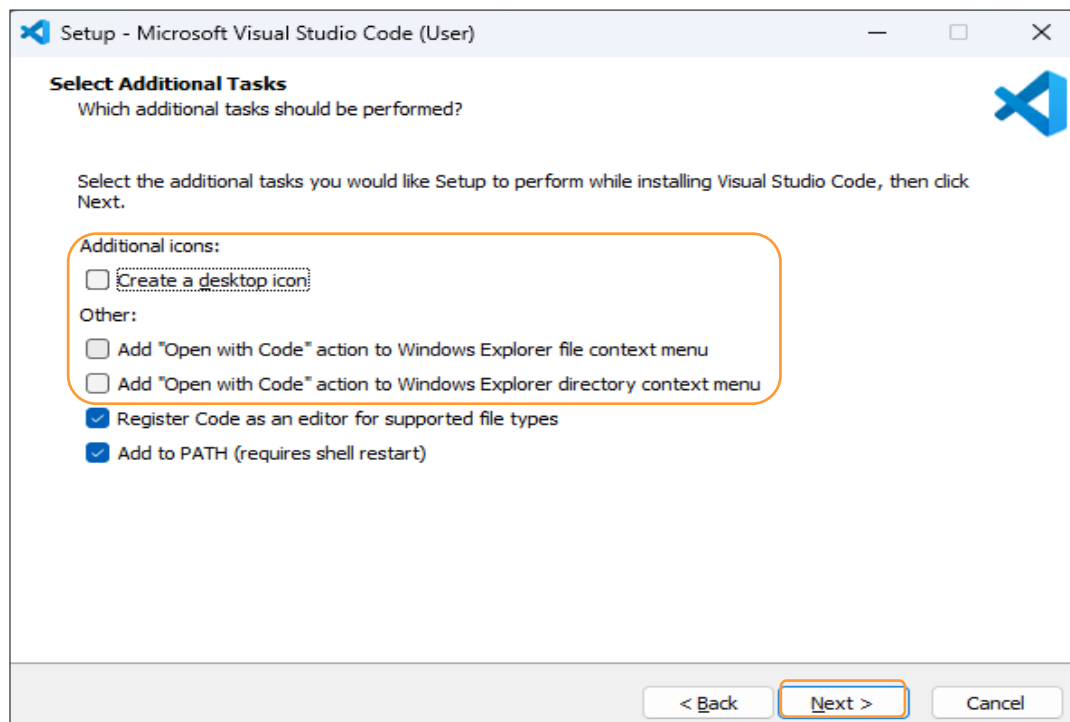 Setup - Microsoft Visual Studio Code (User)
Select Additional Tasks
Which additional tasks should be performed?
Select the additional tasks you would like Setup to perform while installing Visual Studio Code, then click
Next.
Additional icons:
Create a desktop icon
Other:
Add "Open with Code" action to Windows Explorer file context menu
Add "Open with Code" action to Windows Explorer directory context menu
Register Code as an editor for supported file types
Add to PATH (requires shell restart)
< Back Next > Cancel